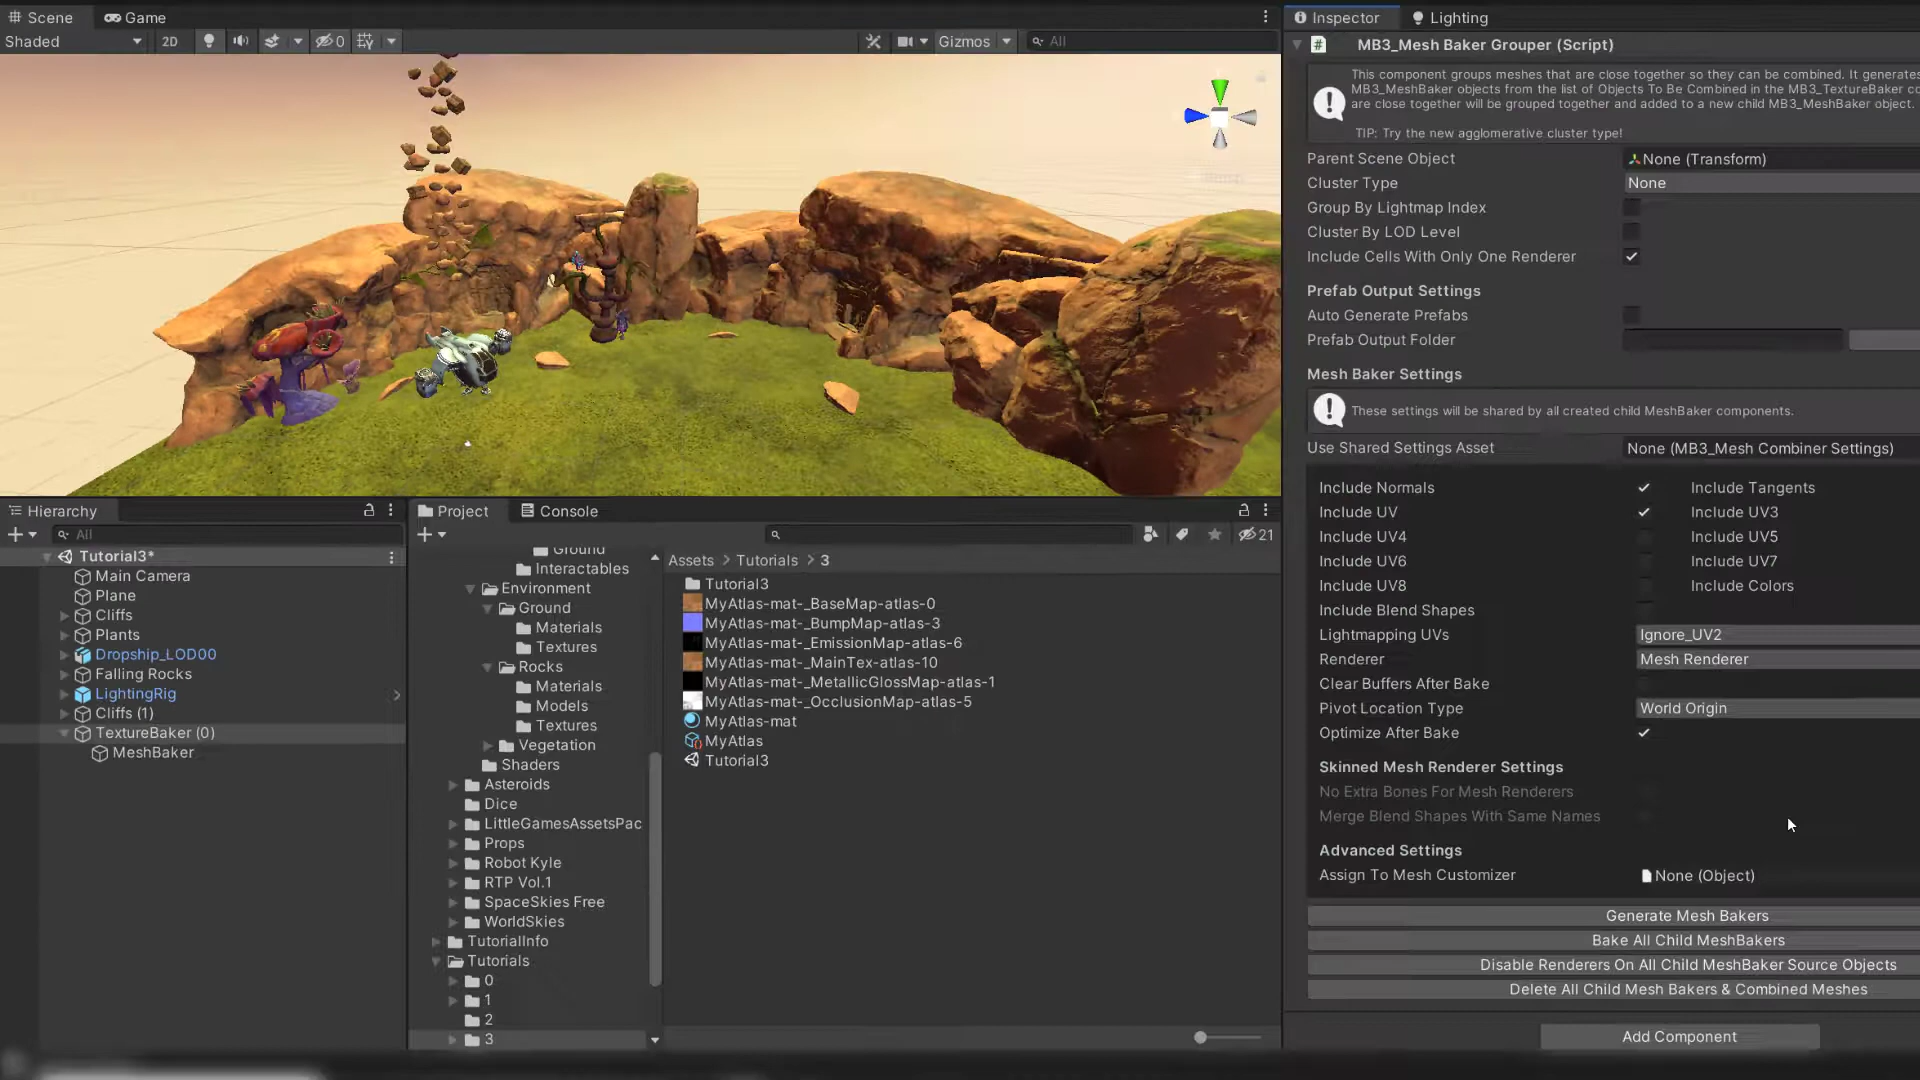 Scene
Game
Shaded
2D
0
Gizmos
All
Inspector
Lighting
MB3_Mesh Baker Grouper (Script)
This component groups meshes that are close together so they can be combined. It generates
MB3_MeshBaker objects from the list of Objects To Be Combined in the MB3_TextureBaker co
are close together will be grouped together and added to a new child MB3_MeshBaker object.
TIP: Try the new agglomerative cluster type!
Parent Scene Object
None (Transform)
Cluster Type
None
Group By Lightmap Index
Cluster By LOD Level
Include Cells With Only One Renderer
Prefab Output Settings
Auto Generate Prefabs
Prefab Output Folder
Mesh Baker Settings
These settings will be shared by all created child MeshBaker components.
Use Shared Settings Asset
None (MB3_Mesh Combiner Settings)
Include Normals
Include Tangents
Include UV
Include UV3
Include UV4
Include UV5
Include UV6
Include UV7
Include UV8
Include Colors
Include Blend Shapes
Lightmapping UVs
Ignore_UV2
Renderer
Mesh Renderer
Clear Buffers After Bake
Pivot Location Type
World Origin
Optimize After Bake
Skinned Mesh Renderer Settings
No Extra Bones For Mesh Renderers
Merge Blend Shapes With Same Names
Advanced Settings
Assign To Mesh Customizer
None (Object)
Generate Mesh Bakers
Bake All Child MeshBakers
Disable Renderers On All Child MeshBaker Source Objects
Delete All Child Mesh Bakers & Combined Meshes
Add Component
Hierarchy
All
Tutorial3*
Main Camera
Plane
Cliffs
Plants
Dropship_LOD00
Falling Rocks
LightingRig
Cliffs (1)
TextureBaker (0)
MeshBaker
Project
Console
21
Ground
Interactables
Environment
Ground
Materials
Textures
Rocks
Materials
Models
Textures
Vegetation
Shaders
Asteroids
Dice
LittleGamesAssetsPac
Props
Robot Kyle
RTP Vol.1
SpaceSkies Free
WorldSkies
TutorialInfo
Tutorials
0
1
2
3
Assets > Tutorials > 3
Tutorial3
MyAtlas-mat-_BaseMap-atlas-0
MyAtlas-mat-_BumpMap-atlas-3
MyAtlas-mat-_EmissionMap-atlas-6
MyAtlas-mat-_MainTex-atlas-10
MyAtlas-mat-_MetallicGlossMap-atlas-1
MyAtlas-mat-_OcclusionMap-atlas-5
MyAtlas-mat
MyAtlas
Tutorial3